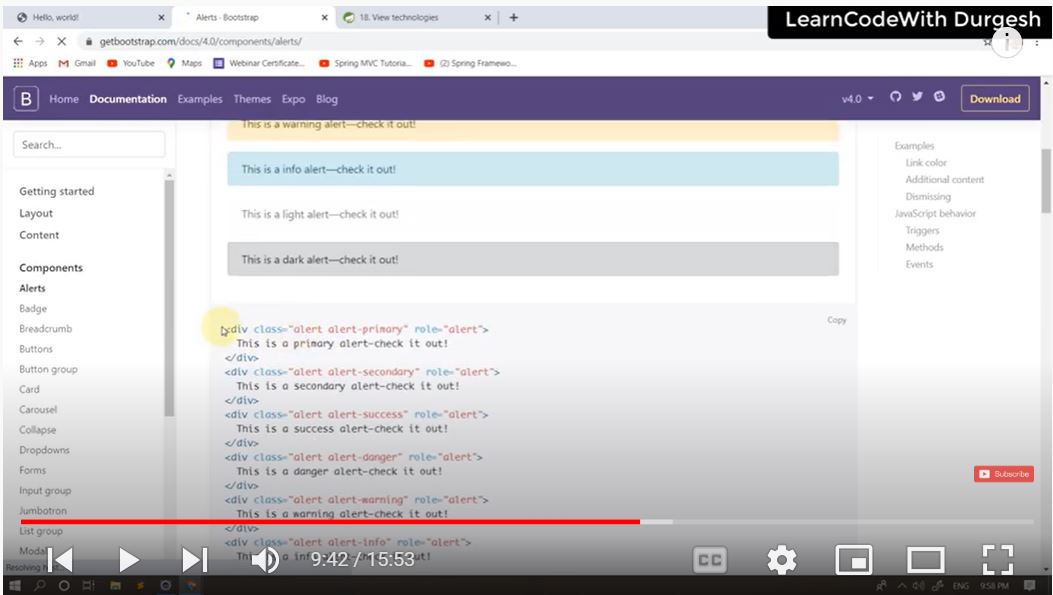 LearnCodeWith Durgesh
Hello, world!
Alerts · Bootstrap
18. View technologies
getbootstrap.com/docs/4.0/components/alerts/
Apps
Gmail
YouTube
Maps
Webinar Certificate...
Spring MVC Tutoria...
(2) Spring Framewo...
B
Home
Documentation
Examples
Themes
Expo
Blog
v4.0
Download
Search...
Getting started
Layout
Content
Components
Alerts
Badge
Breadcrumb
Buttons
Button group
Card
Carousel
Collapse
Dropdowns
Forms
Input group
Jumbotron
List group
Modal
This is a warning alert—check it out!
This is a info alert—check it out!
This is a light alert—check it out!
This is a dark alert—check it out!
Copy
<div class="alert alert-primary" role="alert">
This is a primary alert—check it out!
</div>
<div class="alert alert-secondary" role="alert">
This is a secondary alert—check it out!
</div>
<div class="alert alert-success" role="alert">
This is a success alert—check it out!
</div>
<div class="alert alert-danger" role="alert">
This is a danger alert—check it out!
</div>
<div class="alert alert-warning" role="alert">
This is a warning alert—check it out!
</div>
<div class="alert alert-info" role="alert">
This is a info alert—check it out!
Examples
Link color
Additional content
Dismissing
JavaScript behavior
Triggers
Methods
Events
Subscribe
9:42 / 15:53
CC
ENG
9:58 PM